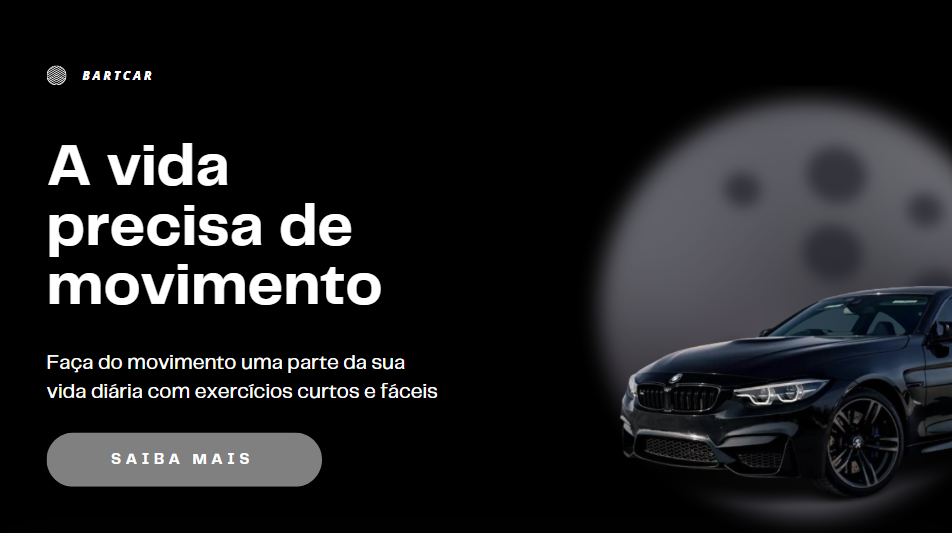 BARTCAR
A vida
precisa de
movimento
Faça do movimento uma parte da sua
vida diária com exercícios curtos e fáceis
SAIBA MAIS